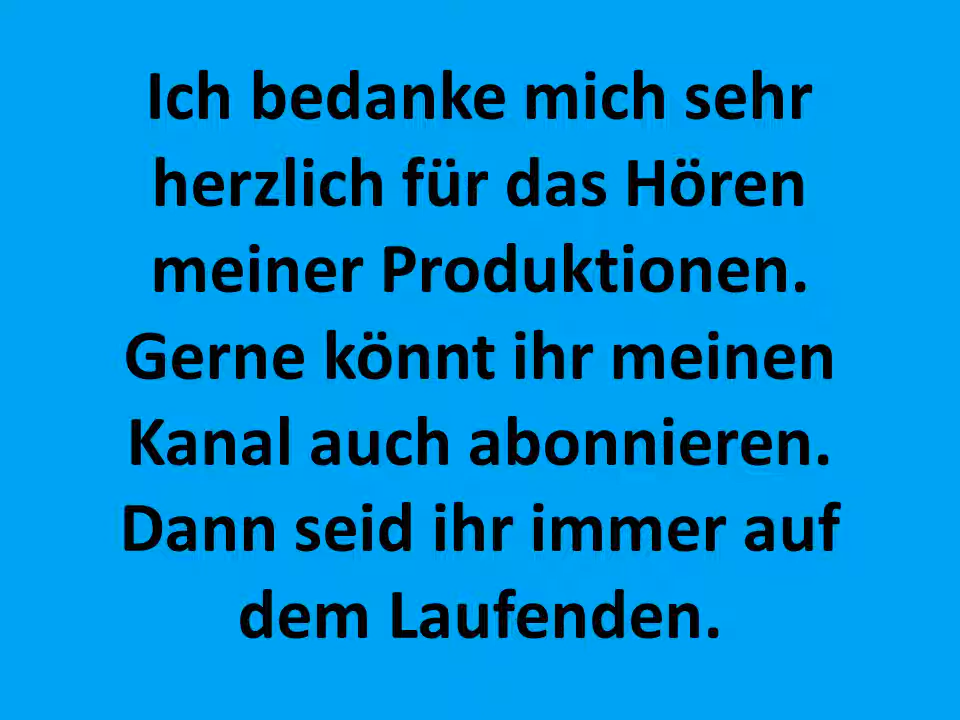 Ich bedanke mich sehr
herzlich für das Hören
meiner Produktionen.
Gerne könnt ihr meinen
Kanal auch abonnieren.
Dann seid ihr immer auf
dem Laufenden.